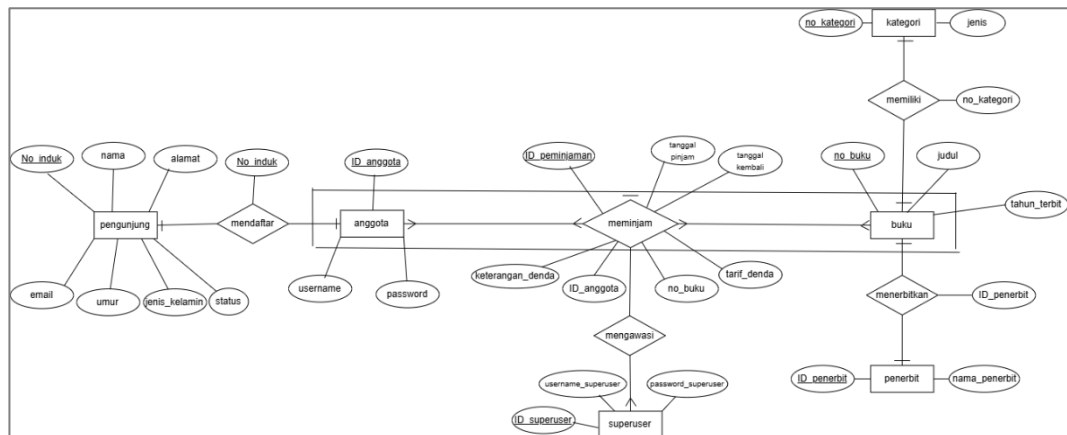 no_kategori
kategori
jenis
memiliki
no_kategori
No_induk
nama
alamat
No_induk
ID_anggota
ID_peminjaman
tanggal
pinjam
tanggal
kembali
no_buku
judul
tahun_terbit
pengunjung
mendaftar
anggota
meminjam
buku
email
umur
jenis_kelamin
status
username
password
keterangan_denda
ID_anggota
no_buku
tarif_denda
menerbitkan
ID_penerbit
mengawasi
username_superuser
password_superuser
ID_superuser
superuser
ID_penerbit
penerbit
nama_penerbit